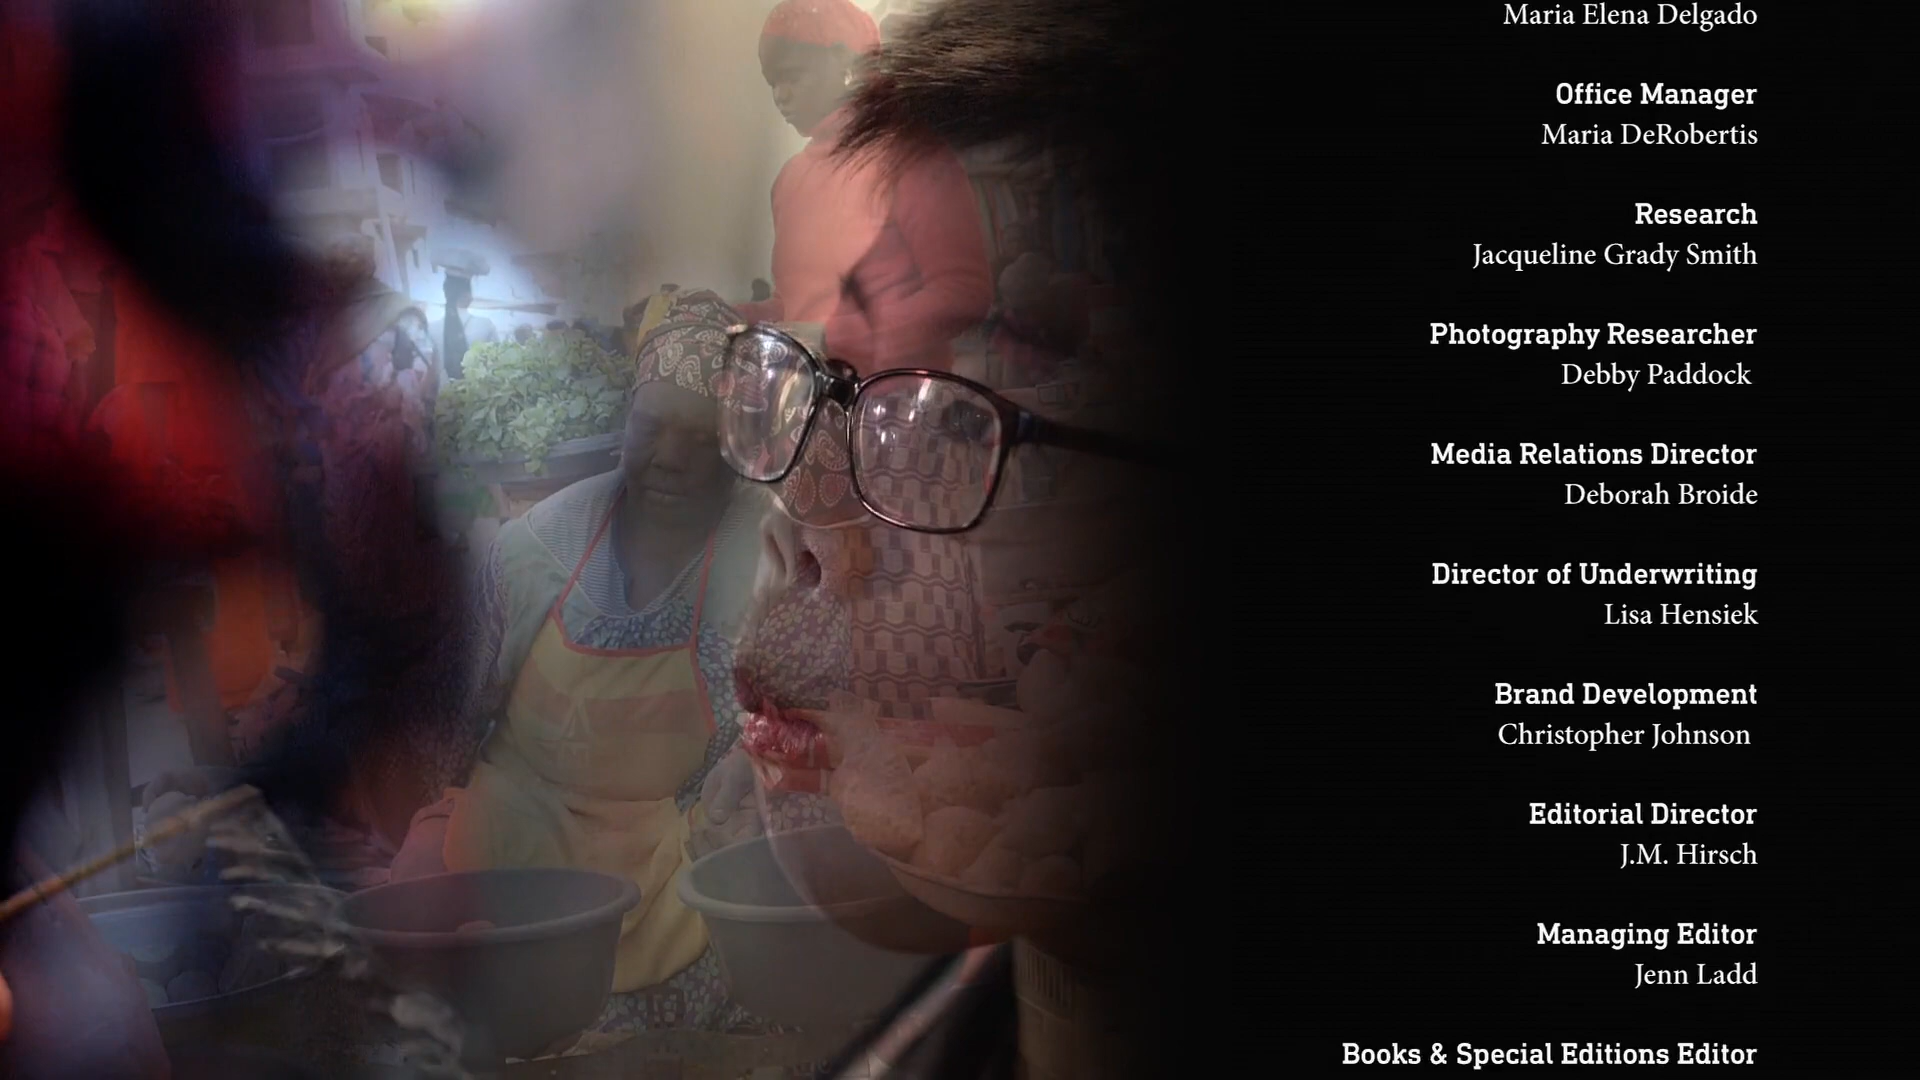 Maria Elena Delgado
Office Manager
Maria DeRobertis
Research
Jacqueline Grady Smith
Photography Researcher
Debby Paddock
Media Relations Director
Deborah Broide
Director of Underwriting
Lisa Hensiek
Brand Development
Christopher Johnson
Editorial Director
J.M. Hirsch
Managing Editor
Jenn Ladd
Books & Special Editions Editor